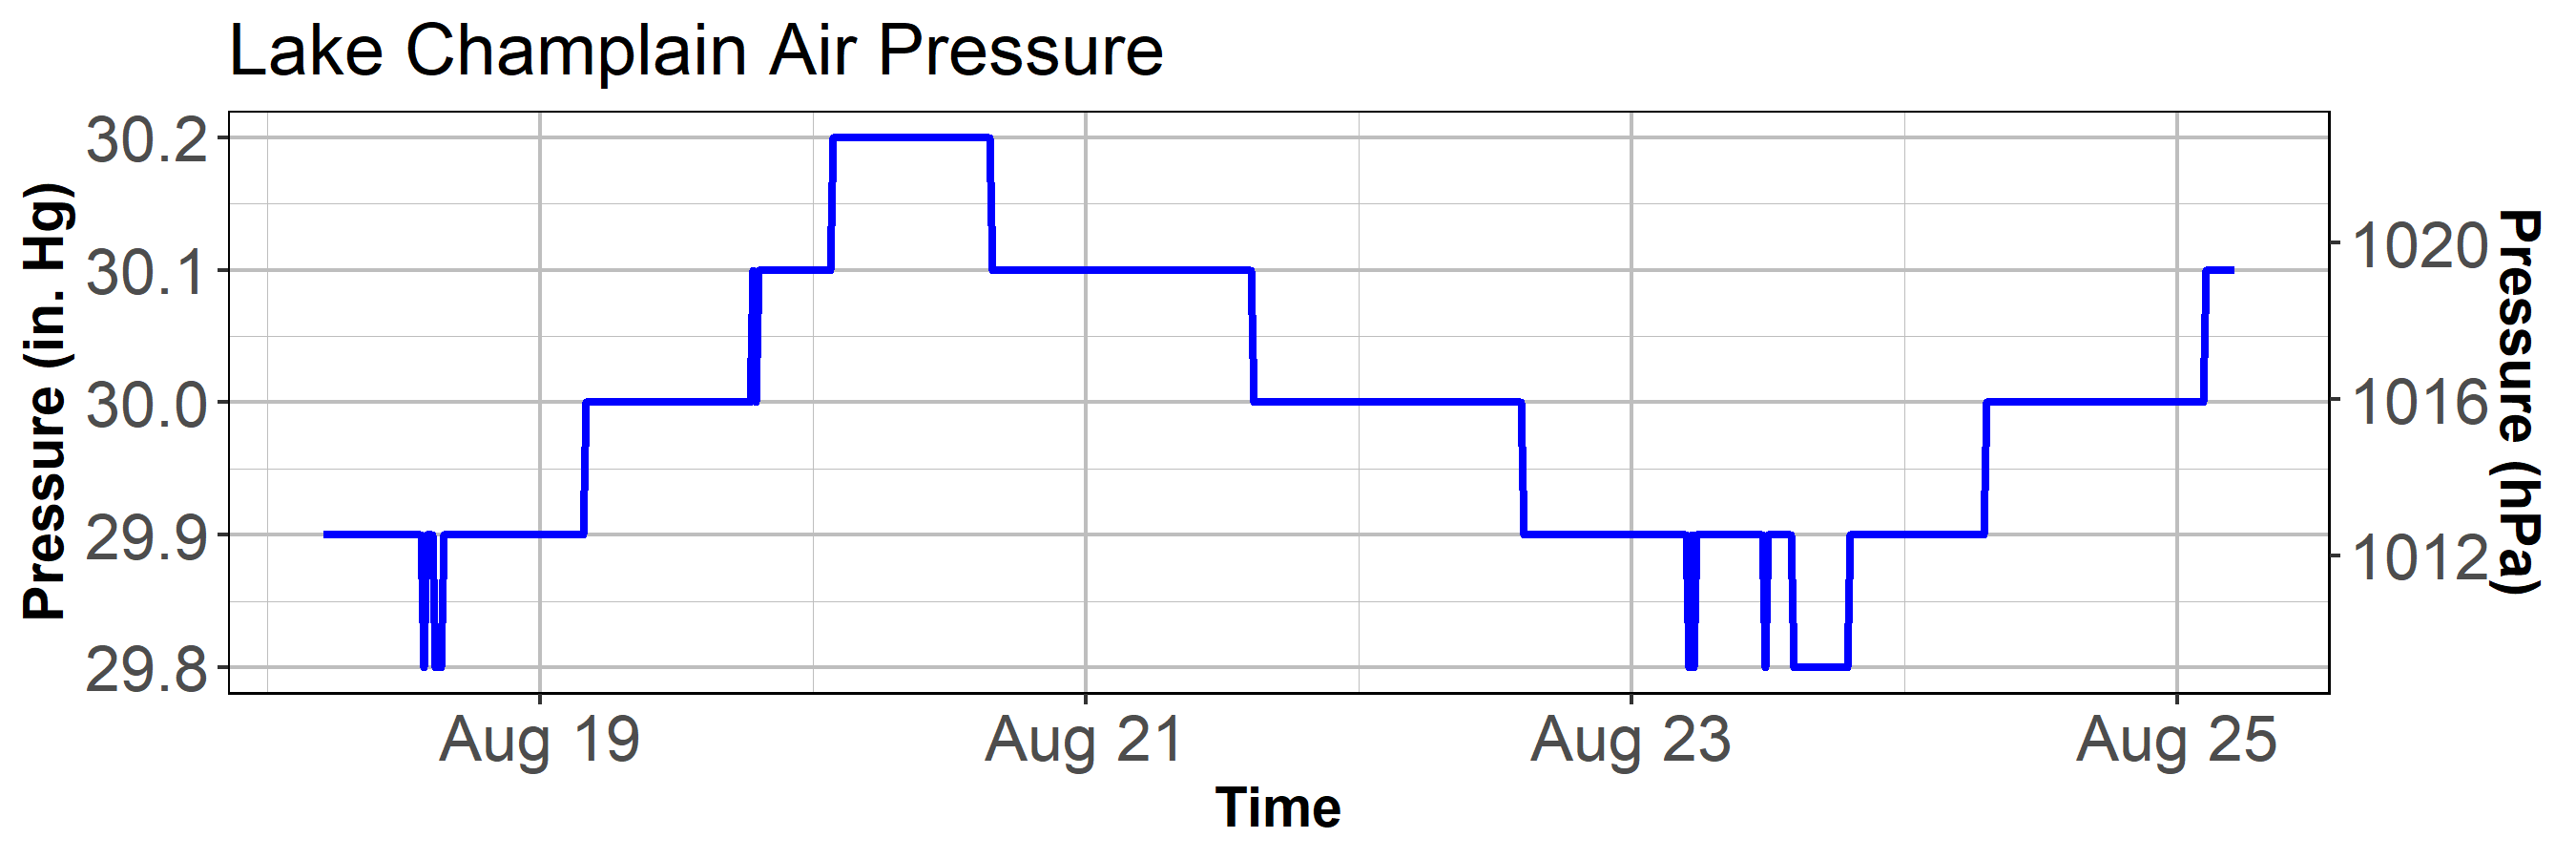 Lake Champlain Air Pressure
30.2
30.1
30.0
29.9
29.8
Pressure (in. Hg)
1020
1016
1012
Pressure (hPa)
Aug 19
Aug 21
Aug 23
Aug 25
Time